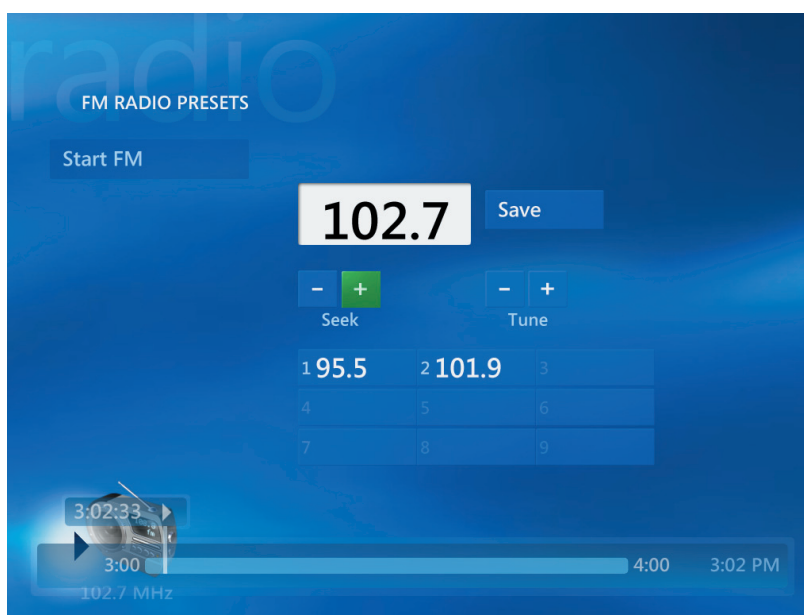 radio
FM RADIO PRESETS
Start FM
102.7
Save
- +
- +
Seek
Tune
1 95.5 2 101.9 3
4 5 6
7 8 9
3:02:33
3:00 4:00 3:02 PM
102.7 MHz